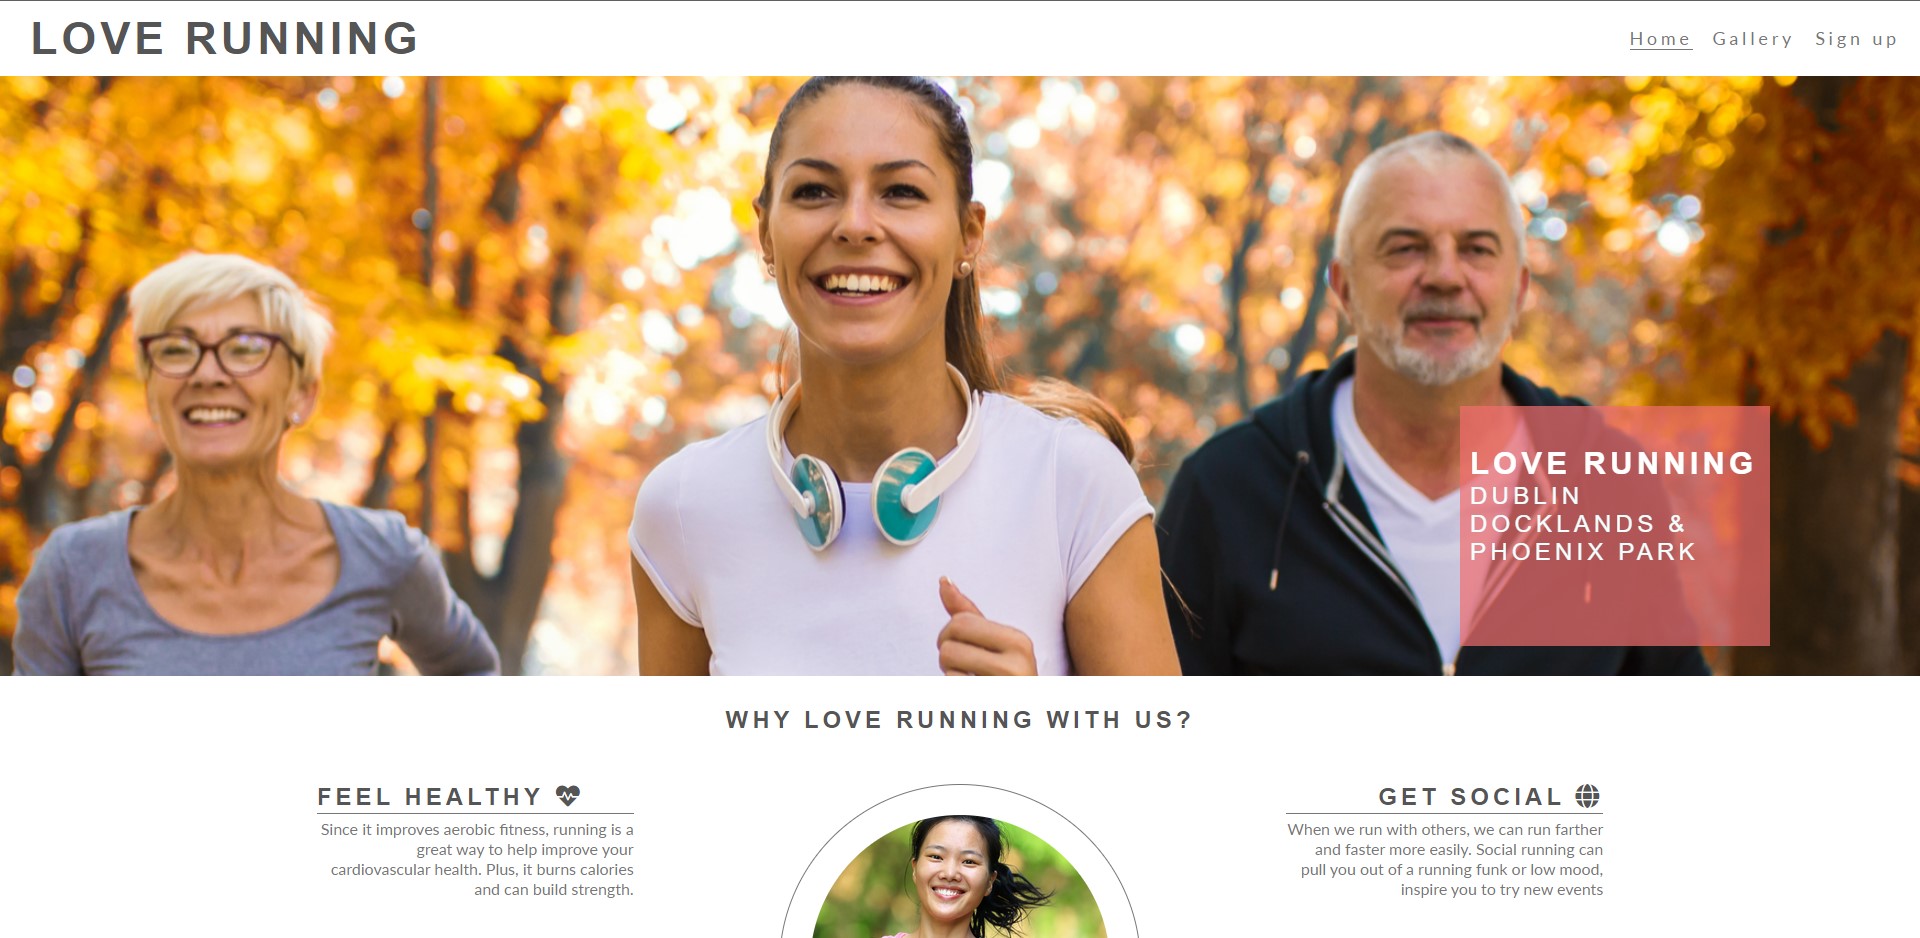 LOVE RUNNING
Home Gallery Sign up
LOVE RUNNING
DUBLIN
DOCKLANDS &
PHOENIX PARK
WHY LOVE RUNNING WITH US?
FEEL HEALTHY
Since it improves aerobic fitness, running is a
great way to help improve your
cardiovascular health. Plus, it burns calories
and can build strength.
GET SOCIAL
When we run with others, we can run farther
and faster more easily. Social running can
pull you out of a running funk or low mood,
inspire you to try new events